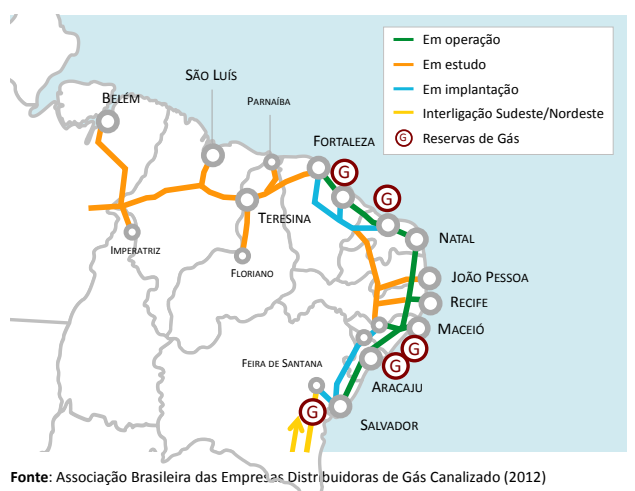 Em operação
Em estudo
Em implantação
Interligação Sudeste/Nordeste
G Reservas de Gás
SÃO LUÍS
BELÉM
PARNAÍBA
FORTALEZA
G
G
TERESINA
NATAL
IMPERATRIZ
FLORIANO
JOÃO PESSOA
RECIFE
MACEIÓ
G
G
FEIRA DE SANTANA
ARACAJU
G
SALVADOR
Fonte: Associação Brasileira das Empresas Distribuidoras de Gás Canalizado (2012)